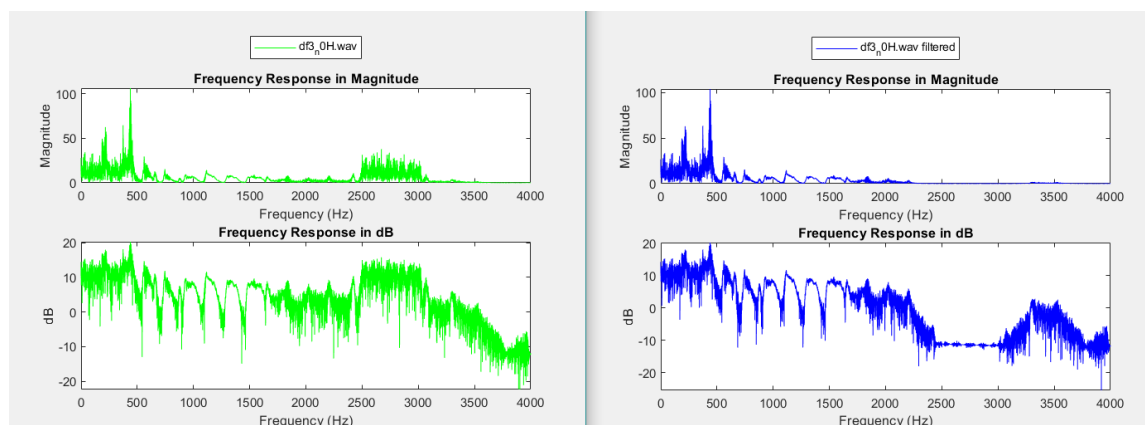 df3ₙ0H.wav
Frequency Response in Magnitude
Magnitude
100
50
0
0 500 1000 1500 2000 2500 3000 3500 4000
Frequency (Hz)
Frequency Response in dB
dB
20
10
0
-10
-20
0 500 1000 1500 2000 2500 3000 3500 4000
Frequency (Hz)
df3ₙ0H.wav filtered
Frequency Response in Magnitude
Magnitude
100
50
0
0 500 1000 1500 2000 2500 3000 3500 4000
Frequency (Hz)
Frequency Response in dB
dB
20
10
0
-10
-20
0 500 1000 1500 2000 2500 3000 3500 4000
Frequency (Hz)